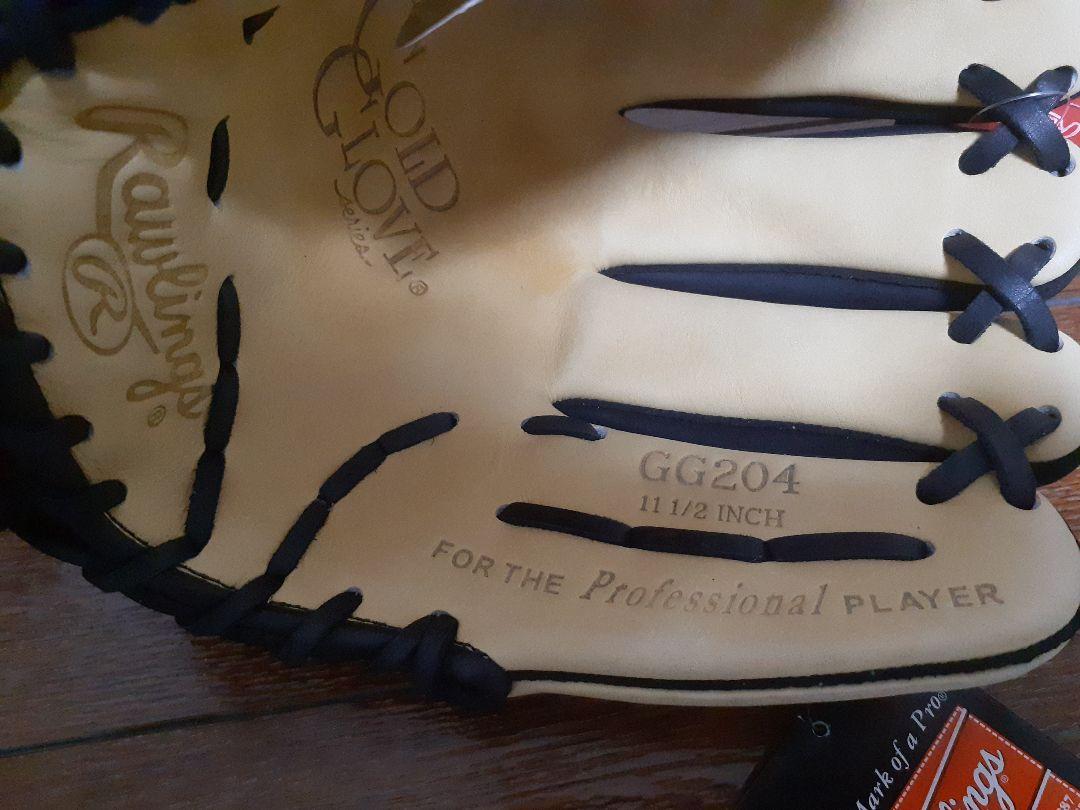 Rawlings®
R
GOLD
GLOVE®
series
GG204
11 1/2 INCH
FOR THE Professional PLAYER
Mark of a Pro®